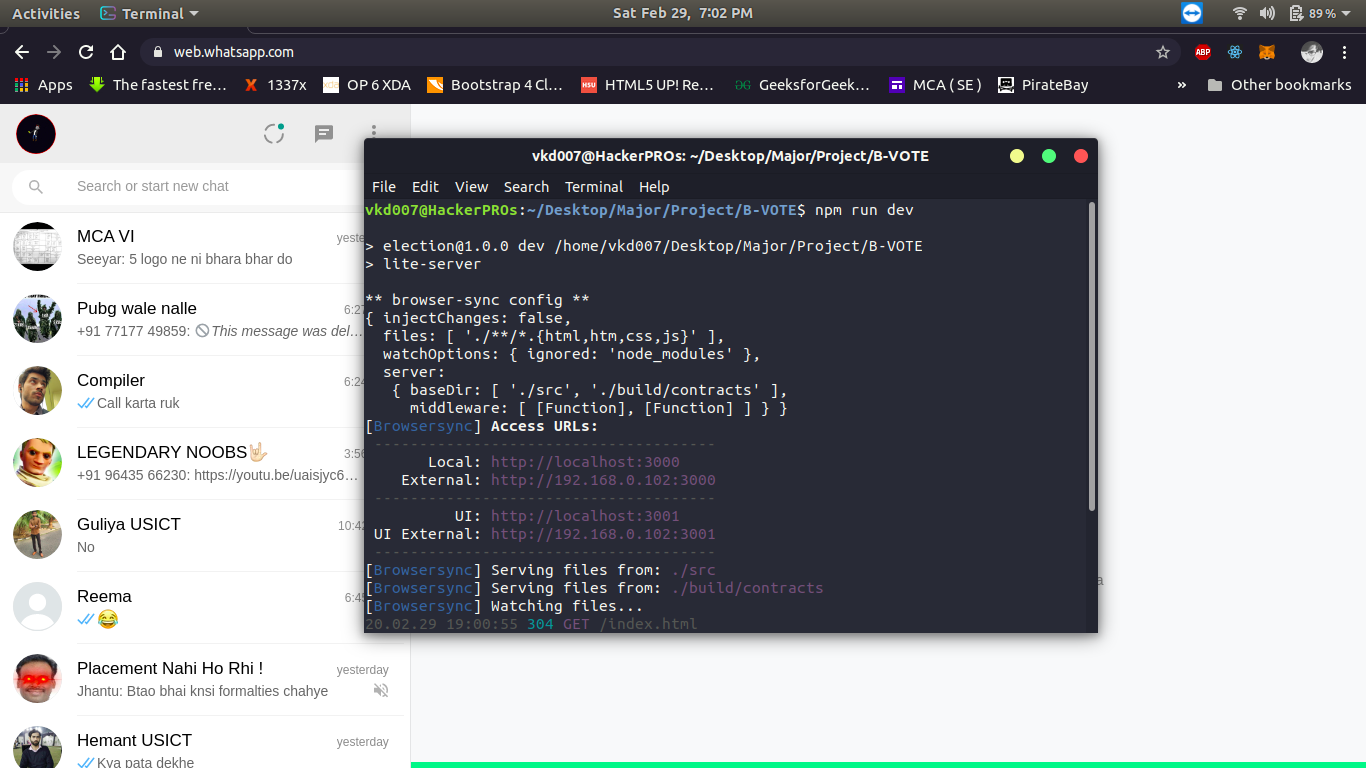 Activities Terminal Sat Feb 29, 7:02 PM 89 %
web.whatsapp.com ABP
Apps The fastest fre… X 1337x xda OP 6 XDA Bootstrap 4 Cl… HSU HTML5 UP! Re… GeeksforGeek… MCA ( SE ) PirateBay » Other bookmarks
Search or start new chat
MCA VI yeste
Seeyar: 5 logo ne ni bhara bhar do
Pubg wale nalle 6:27
+91 77177 49859: This message was del…
Compiler 6:24
Call karta ruk
LEGENDARY NOOBS🤟🏻 3:56
+91 96435 66230: https://youtu.be/uaisjyc6…
Guliya USICT 10:42
No
Reema 6:45
😂
Placement Nahi Ho Rhi ! yesterday
Jhantu: Btao bhai knsi formalties chahye
Hemant USICT yesterday
Kya pata dekhe
vkd007@HackerPROs: ~/Desktop/Major/Project/B-VOTE
File Edit View Search Terminal Help
vkd007@HackerPROs:~/Desktop/Major/Project/B-VOTE$ npm run dev
> election@1.0.0 dev /home/vkd007/Desktop/Major/Project/B-VOTE
> lite-server
** browser-sync config **
{ injectChanges: false,
files: [ './**/*.{html,htm,css,js}' ],
watchOptions: { ignored: 'node_modules' },
server:
{ baseDir: [ './src', './build/contracts' ],
middleware: [ [Function], [Function] ] } }
[Browsersync] Access URLs:
--------------------------------------
Local: http://localhost:3000
External: http://192.168.0.102:3000
--------------------------------------
UI: http://localhost:3001
UI External: http://192.168.0.102:3001
--------------------------------------
[Browsersync] Serving files from: ./src
[Browsersync] Serving files from: ./build/contracts
[Browsersync] Watching files...
20.02.29 19:00:55 304 GET /index.html